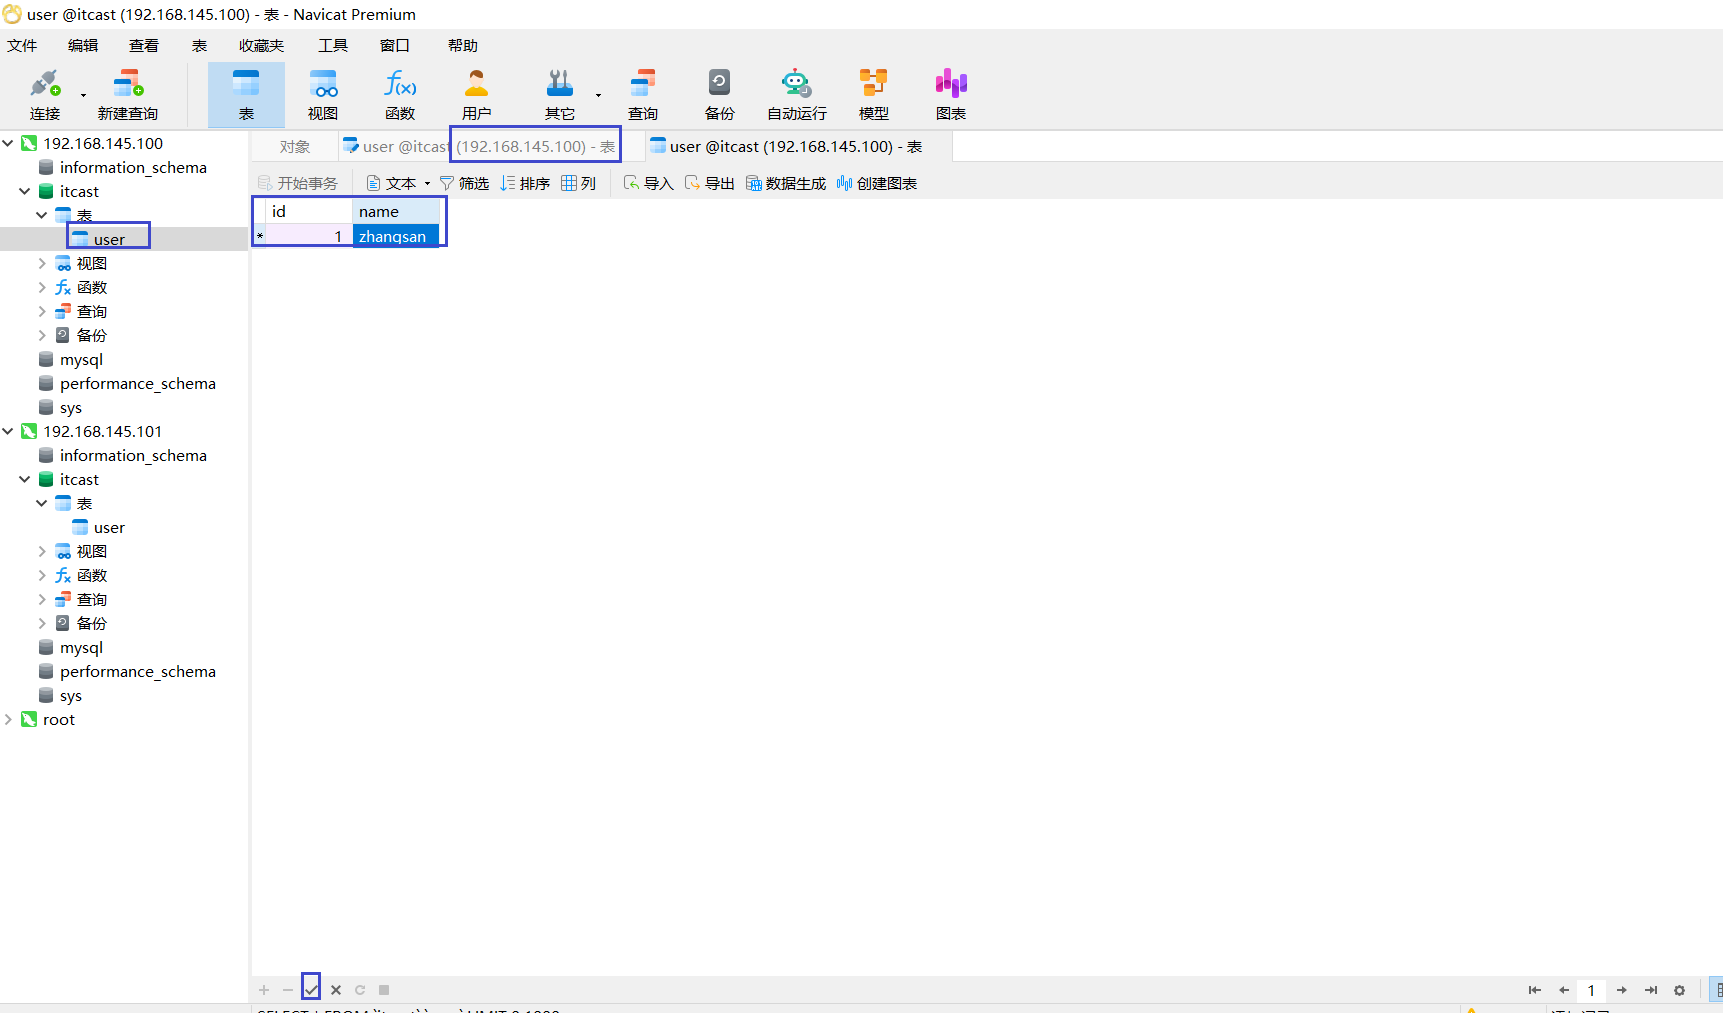 user @itcast (192.168.145.100) - 表 - Navicat Premium
文件 编辑 查看 表 收藏夹 工具 窗口 帮助
连接 新建查询 表 视图 函数 用户 其它 查询 备份 自动运行 模型 图表
对象 user @itcast (192.168.145.100) - 表 user @itcast (192.168.145.100) - 表
开始事务 文本 筛选 排序 列 导入 导出 数据生成 创建图表
id name
* 1 zhangsan
192.168.145.100
information_schema
itcast
表
user
视图
函数
查询
备份
mysql
performance_schema
sys
192.168.145.101
information_schema
itcast
表
user
视图
函数
查询
备份
mysql
performance_schema
sys
root
1